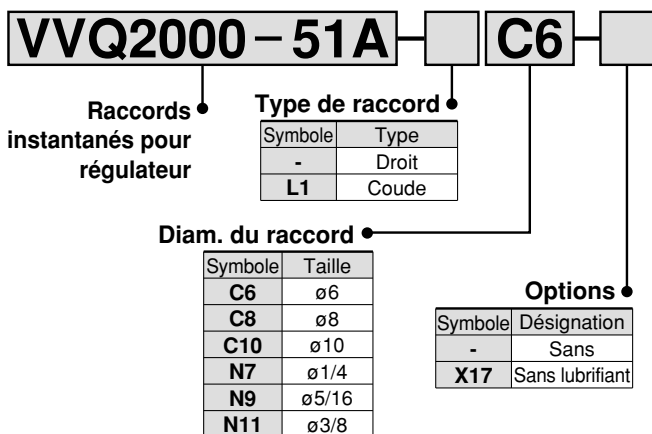 VVQ2000-51A- C6-
Raccords
instantanés pour
régulateur
Type de raccord
Symbole Type
- Droit
L1 Coude
Diam. du raccord
Symbole Taille
C6 ø6
C8 ø8
C10 ø10
N7 ø1/4
N9 ø5/16
N11 ø3/8
Options
Symbole Désignation
- Sans
X17 Sans lubrifiant